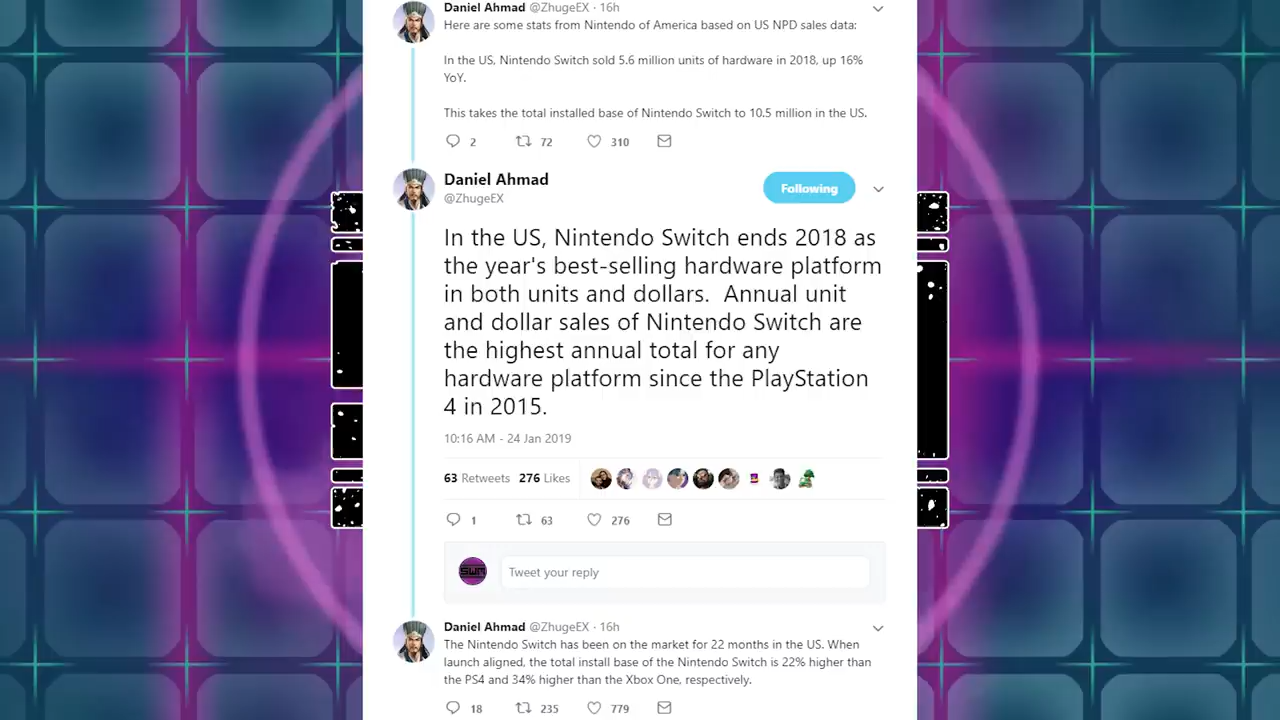 Daniel Ahmad @ZhugeEX · 16h
Here are some stats from Nintendo of America based on US NPD sales data:
In the US, Nintendo Switch sold 5.6 million units of hardware in 2018, up 16%
YoY.
This takes the total installed base of Nintendo Switch to 10.5 million in the US.
2 72 310
Daniel Ahmad
@ZhugeEX
Following
In the US, Nintendo Switch ends 2018 as
the year's best-selling hardware platform
in both units and dollars. Annual unit
and dollar sales of Nintendo Switch are
the highest annual total for any
hardware platform since the PlayStation
4 in 2015.
10:16 AM - 24 Jan 2019
63 Retweets 276 Likes
1 63 276
SWN
Tweet your reply
Daniel Ahmad @ZhugeEX · 16h
The Nintendo Switch has been on the market for 22 months in the US. When
launch aligned, the total install base of the Nintendo Switch is 22% higher than
the PS4 and 34% higher than the Xbox One, respectively.
18 235 779